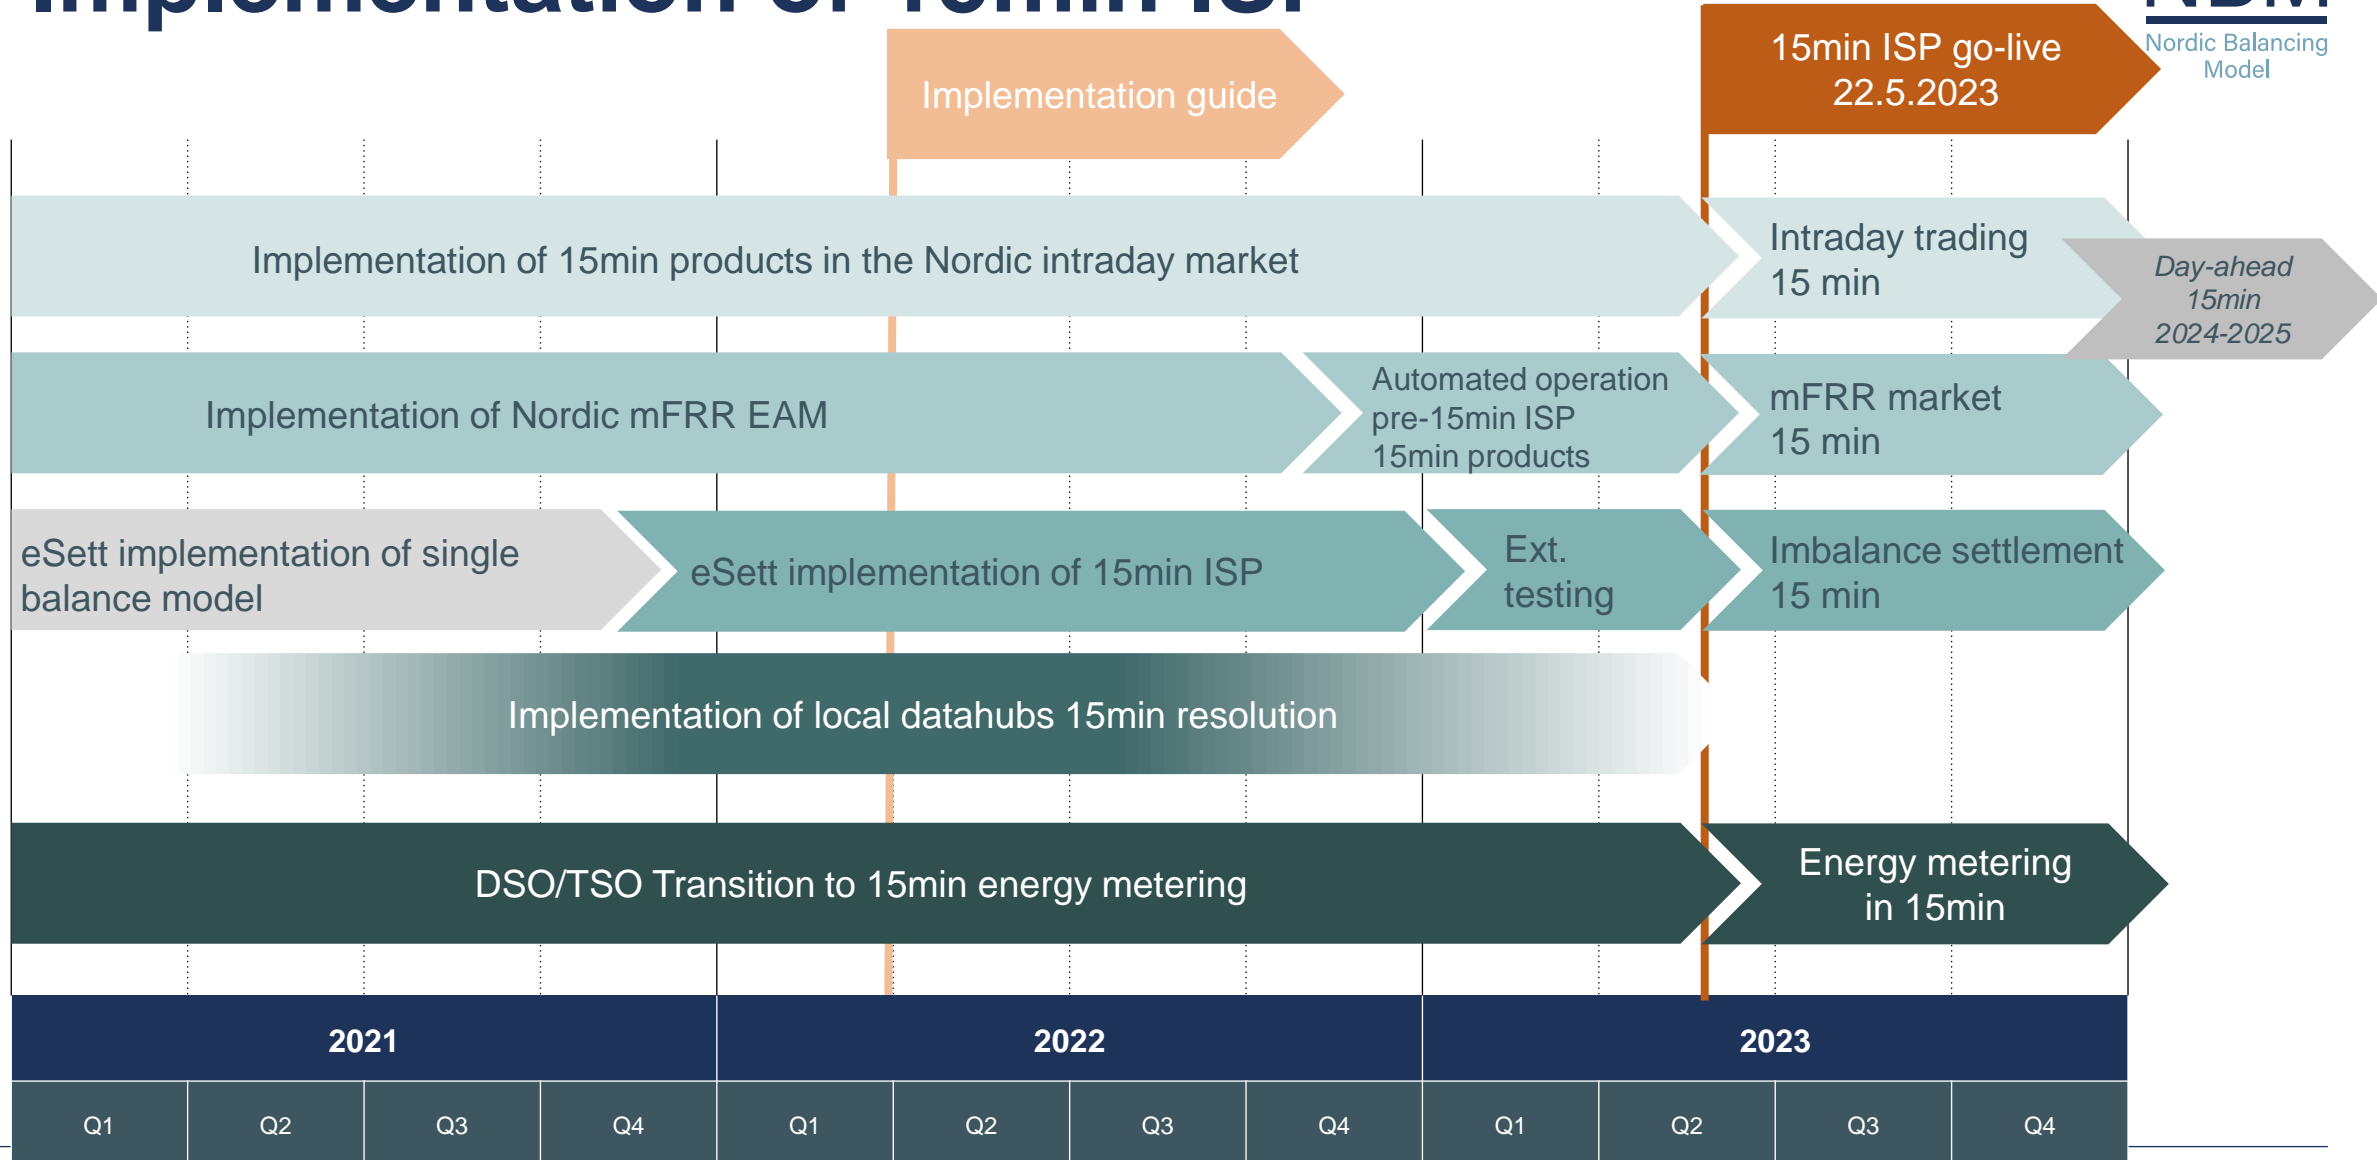 Implementation of 15min ISP
NBM
Nordic Balancing
Model
15min ISP go-live
22.5.2023
Implementation guide
Implementation of 15min products in the Nordic intraday market
Intraday trading
15 min
Day-ahead
15min
2024-2025
Implementation of Nordic mFRR EAM
Automated operation
pre-15min ISP
15min products
mFRR market
15 min
eSett implementation of single
balance model
eSett implementation of 15min ISP
Ext.
testing
Imbalance settlement
15 min
Implementation of local datahubs 15min resolution
DSO/TSO Transition to 15min energy metering
Energy metering
in 15min
2021
2022
2023
Q1
Q2
Q3
Q4
Q1
Q2
Q3
Q4
Q1
Q2
Q3
Q4